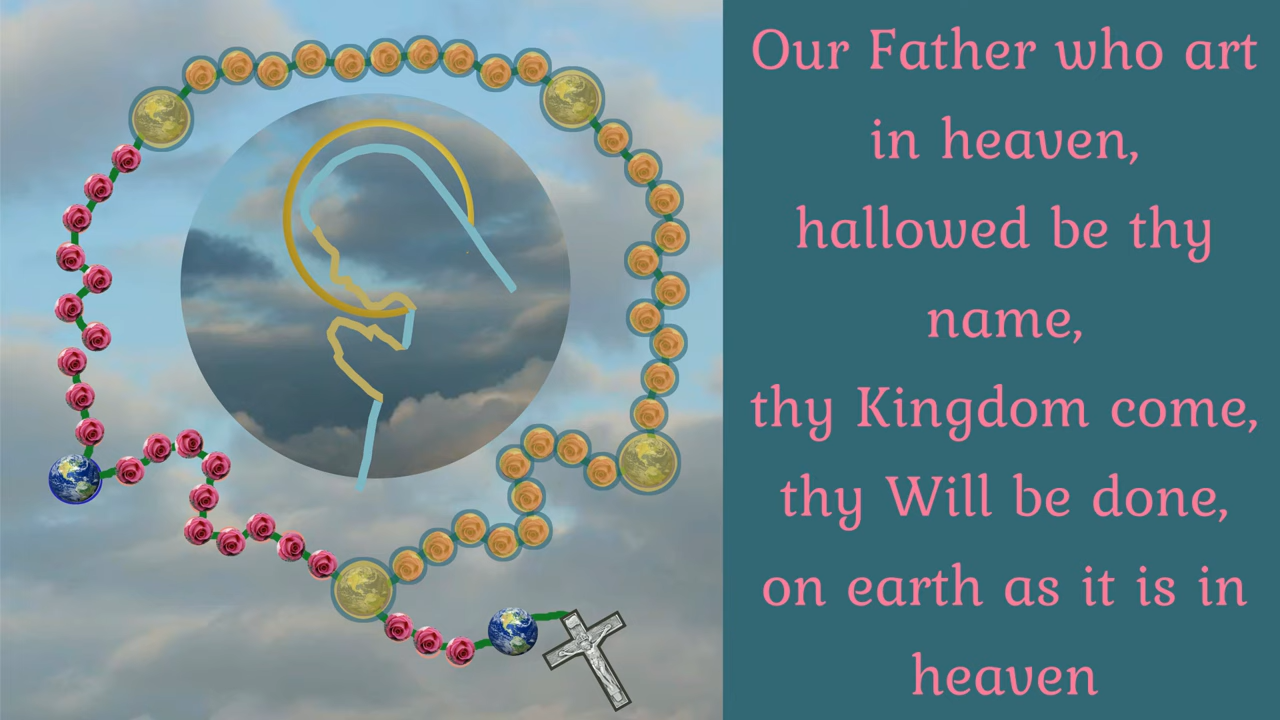 Our Father who art
in heaven,
hallowed be thy
name,
thy Kingdom come,
thy Will be done,
on earth as it is in
heaven